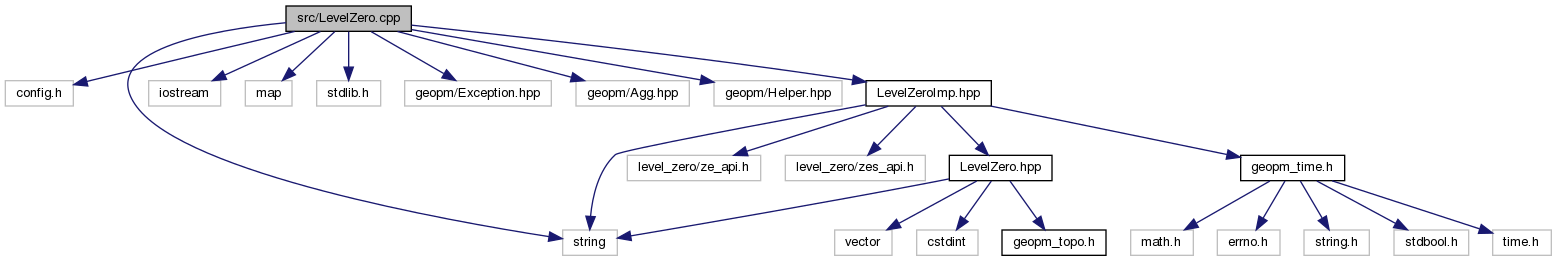 src/LevelZero.cpp
config.h
iostream
map
stdlib.h
geopm/Exception.hpp
geopm/Agg.hpp
geopm/Helper.hpp
LevelZeroImp.hpp
level_zero/ze_api.h
level_zero/zes_api.h
LevelZero.hpp
geopm_time.h
string
vector
cstdint
geopm_topo.h
math.h
errno.h
string.h
stdbool.h
time.h